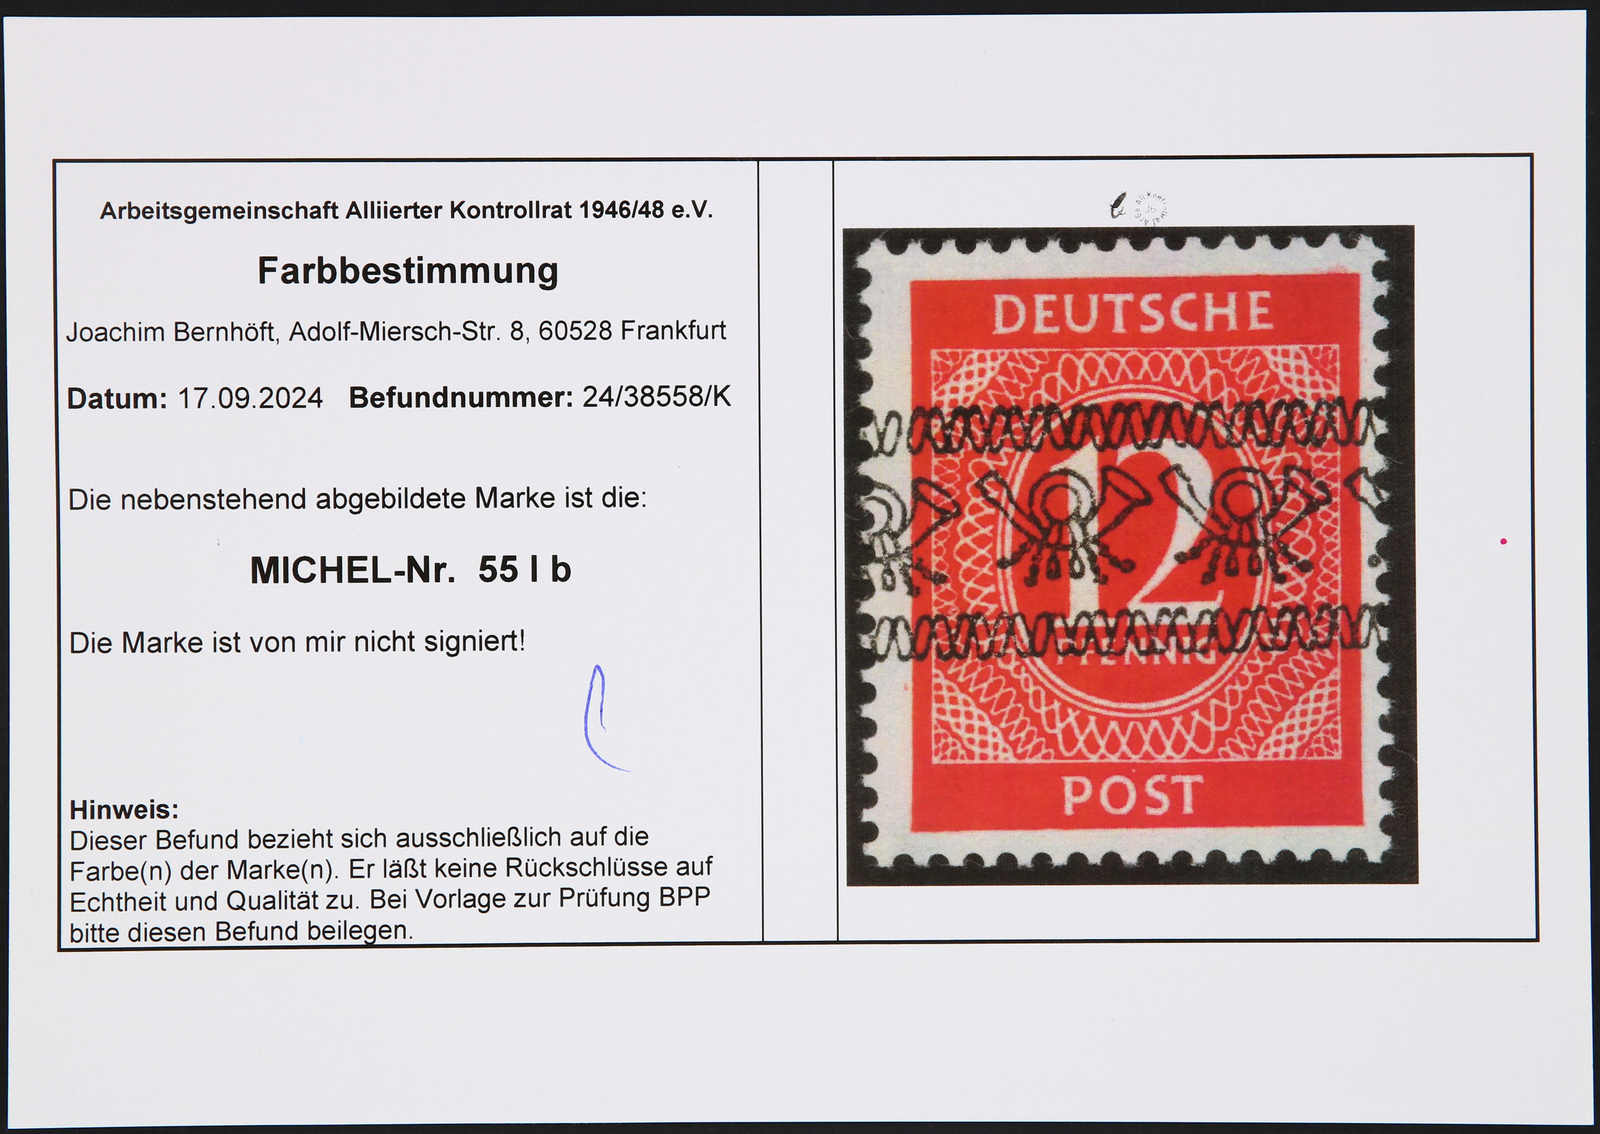 Arbeitsgemeinschaft Alliierter Kontrollrat 1946/48 e.V.
Farbbestimmung
Joachim Bernhöft, Adolf-Miersch-Str. 8, 60528 Frankfurt
Datum: 17.09.2024 Befundnummer: 24/38558/K
Die nebenstehend abgebildete Marke ist die:
MICHEL-Nr. 55 I b
Die Marke ist von mir nicht signiert!
Hinweis:
Dieser Befund bezieht sich ausschließlich auf die
Farbe(n) der Marke(n). Er läßt keine Rückschlüsse auf
Echtheit und Qualität zu. Bei Vorlage zur Prüfung BPP
bitte diesen Befund beilegen.
DEUTSCHE
12
PFENNIG
POST